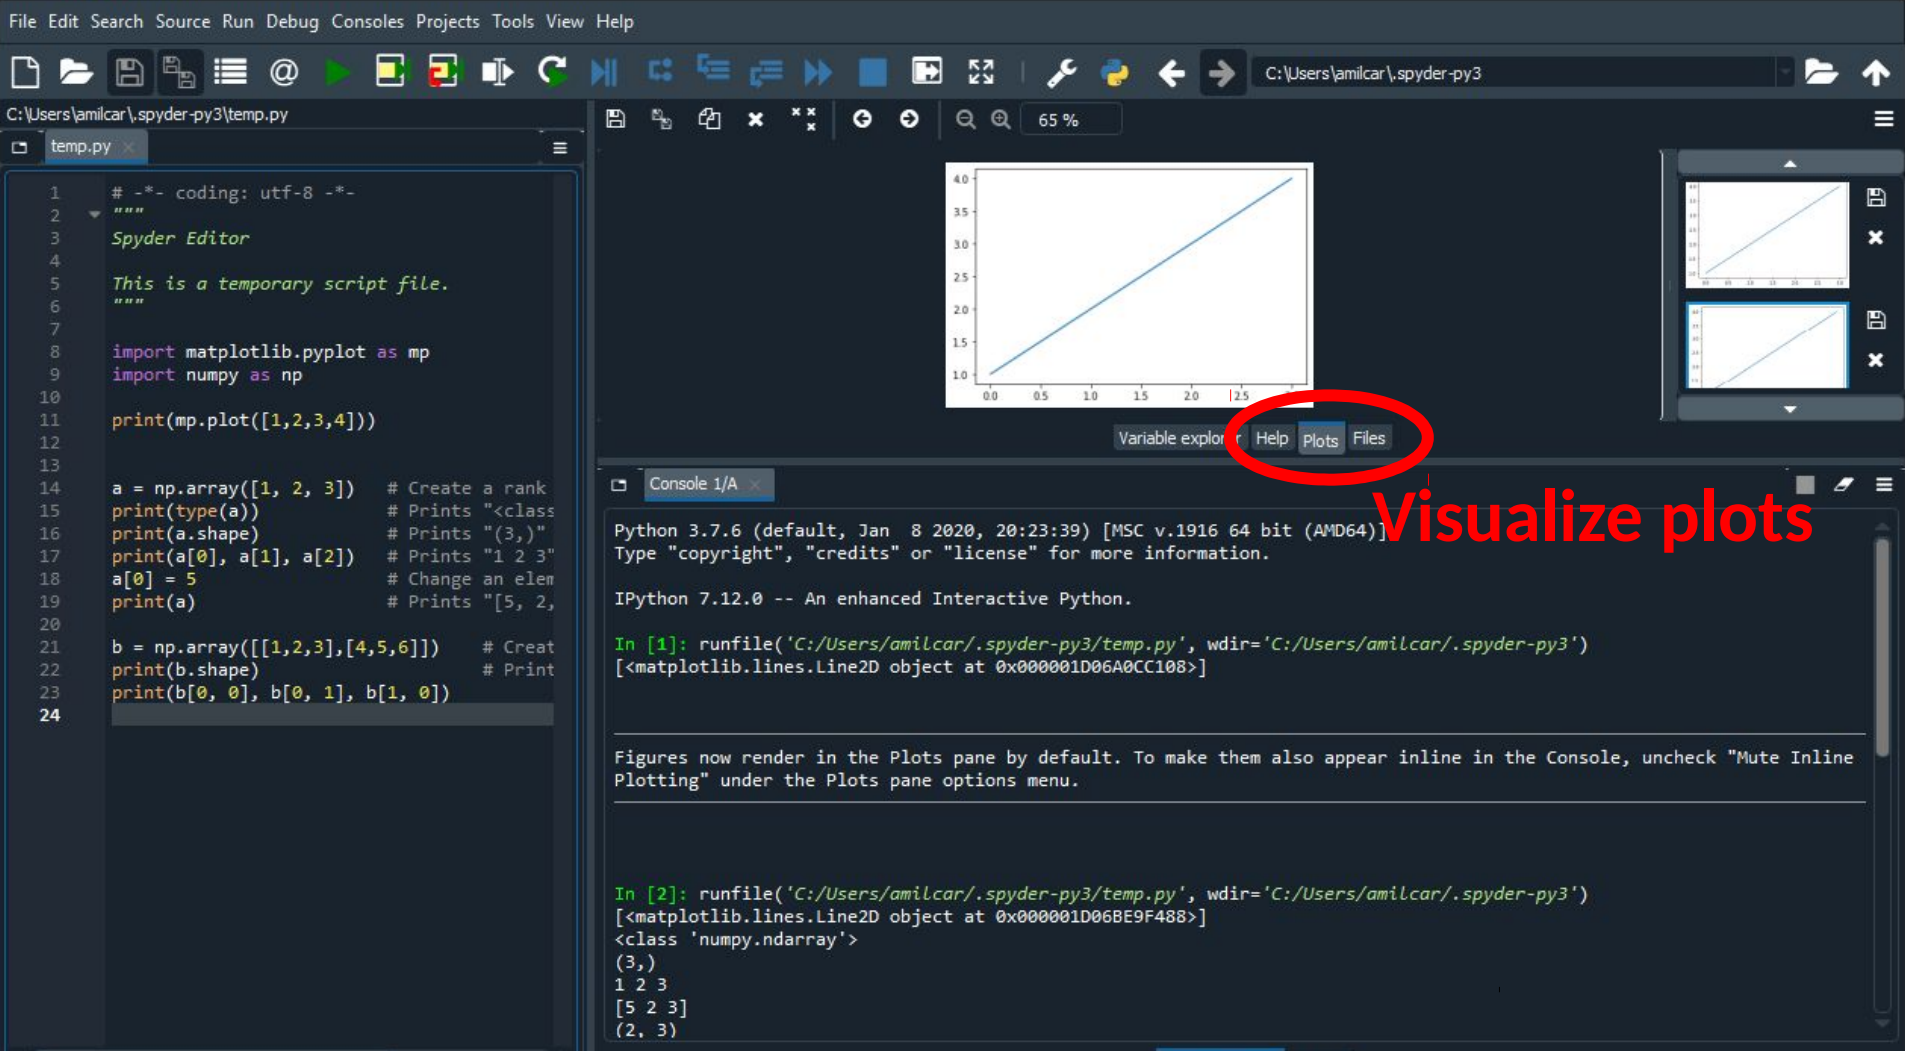 File Edit Search Source Run Debug Consoles Projects Tools View Help
C:\Users\amilcar\.spyder-py3
C:\Users\amilcar\.spyder-py3\temp.py
temp.py
1 # -*- coding: utf-8 -*-
2 """
3 Spyder Editor
4
5 This is a temporary script file.
6 """
7
8 import matplotlib.pyplot as mp
9 import numpy as np
10
11 print(mp.plot([1,2,3,4]))
12
13
14 a = np.array([1, 2, 3]) # Create a rank
15 print(type(a)) # Prints "<class
16 print(a.shape) # Prints "(3,)"
17 print(a[0], a[1], a[2]) # Prints "1 2 3"
18 a[0] = 5 # Change an elem
19 print(a) # Prints "[5, 2,
20
21 b = np.array([[1,2,3],[4,5,6]]) # Creat
22 print(b.shape) # Print
23 print(b[0, 0], b[0, 1], b[1, 0])
24
65 %
4.0
3.5
3.0
2.5
2.0
1.5
1.0
0.0 0.5 1.0 1.5 2.0 2.5
Variable explorer Help Plots Files
Visualize plots
Console 1/A
Python 3.7.6 (default, Jan  8 2020, 20:23:39) [MSC v.1916 64 bit (AMD64)]
Type "copyright", "credits" or "license" for more information.
IPython 7.12.0 -- An enhanced Interactive Python.
In [1]: runfile('C:/Users/amilcar/.spyder-py3/temp.py', wdir='C:/Users/amilcar/.spyder-py3')
[<matplotlib.lines.Line2D object at 0x000001D06A0CC108>]
Figures now render in the Plots pane by default. To make them also appear inline in the Console, uncheck "Mute Inline
Plotting" under the Plots pane options menu.
In [2]: runfile('C:/Users/amilcar/.spyder-py3/temp.py', wdir='C:/Users/amilcar/.spyder-py3')
[<matplotlib.lines.Line2D object at 0x000001D06BE9F488>]
<class 'numpy.ndarray'>
(3,)
1 2 3
[5 2 3]
(2, 3)